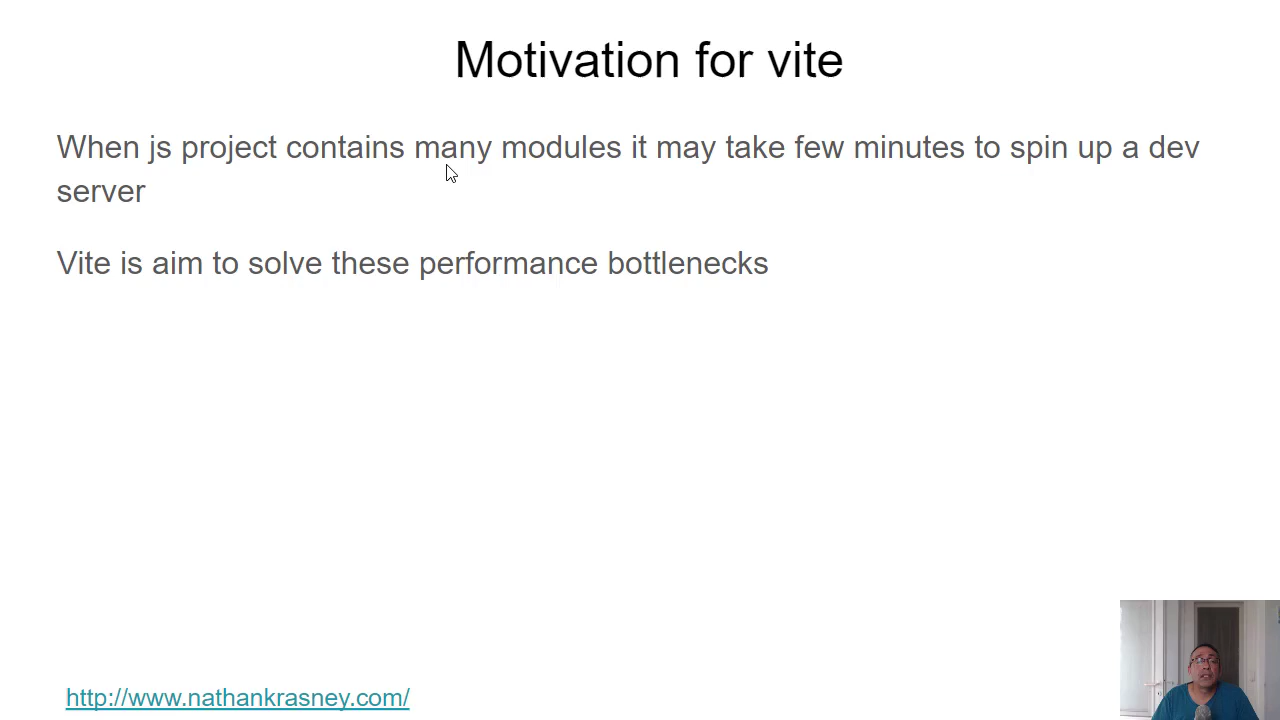 Motivation for vite
When js project contains many modules it may take few minutes to spin up a dev
server
Vite is aim to solve these performance bottlenecks
http://www.nathankrasney.com/